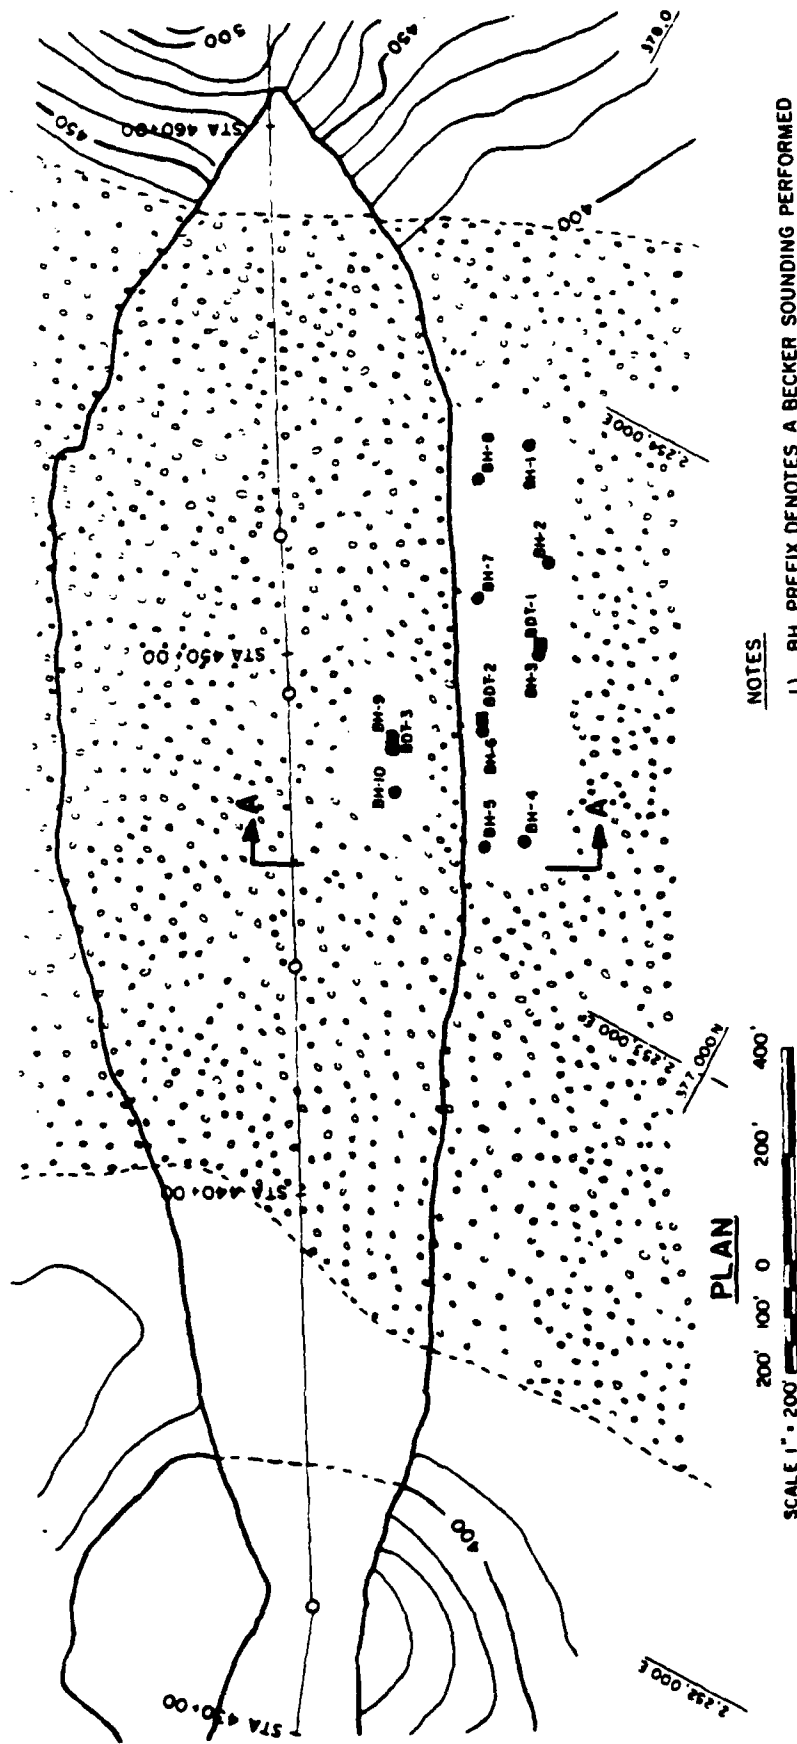 500
450
378,0
STA 460+00
450
400
2,254,000 E
BH-8
BH-1
BH-2
BH-7
BDT-1
BH-3
STA 450+00
BDT-2
BH-6
BH-9
BDT-3
BH-10
BH-5
BH-4
A
A
2,253,000 E
377,000 N
STA 440+00
400
STA 430+00
2,252,000 E
PLAN
SCALE 1" = 200'
200' 100' 0 200' 400'
NOTES
1) BH PREFIX DENOTES A BECKER SOUNDING PERFORMED